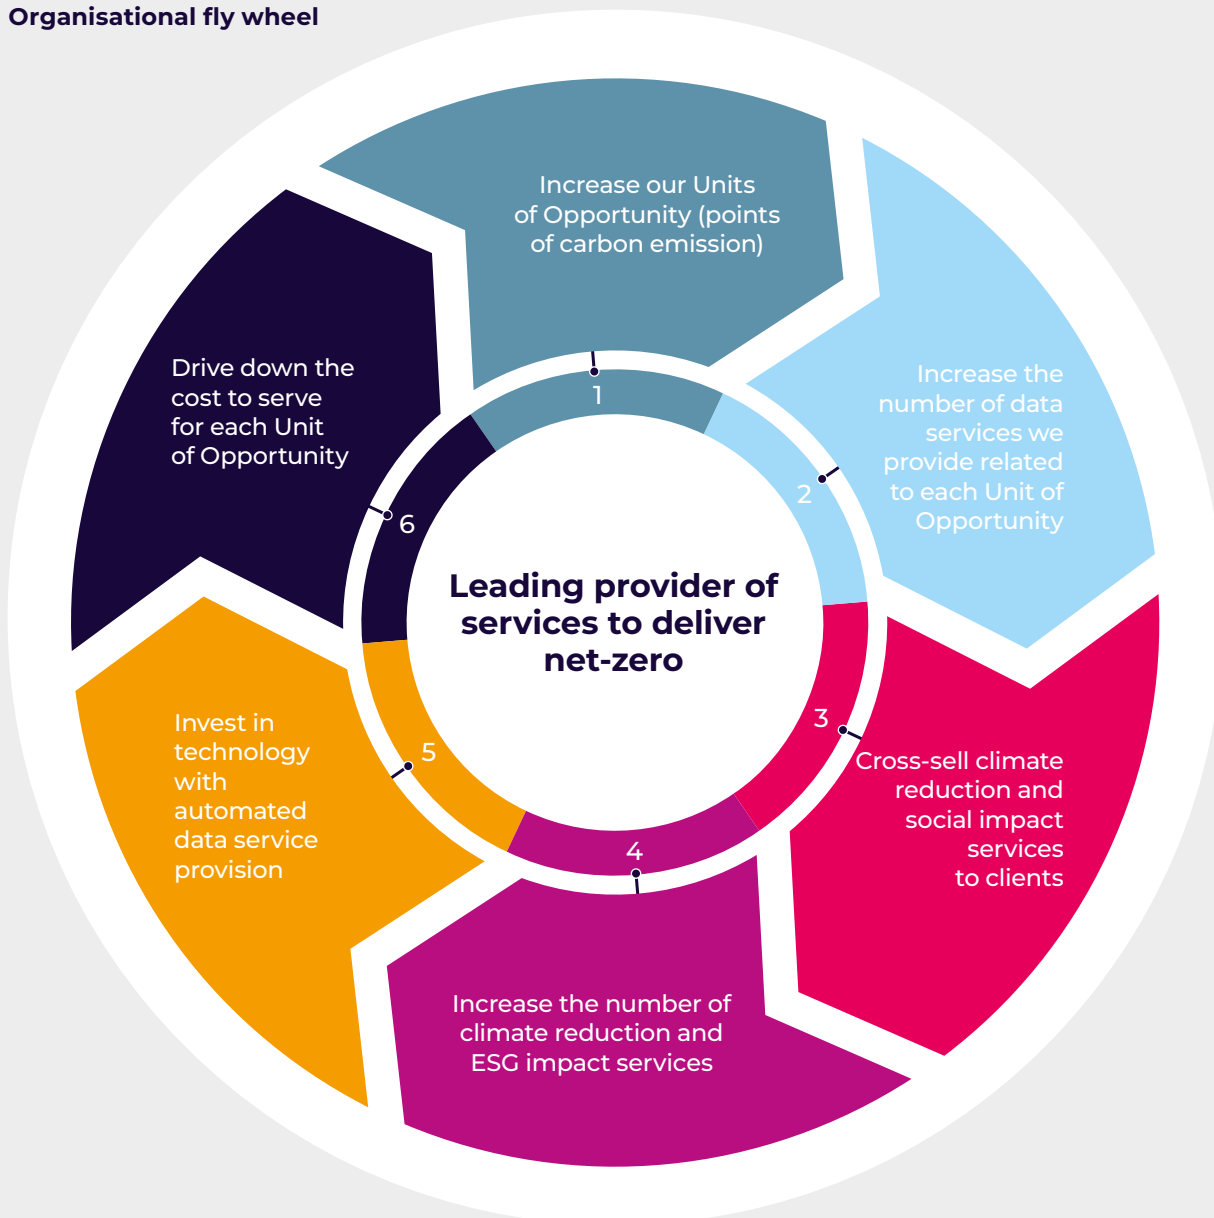 Organisational fly wheel
Increase our Units
of Opportunity (points
of carbon emission)
1
Increase the
number of data
services we
provide related
to each Unit of
Opportunity
2
Cross-sell climate
reduction and
social impact
services
to clients
3
Increase the number of
climate reduction and
ESG impact services
4
Invest in
technology
with
automated
data service
provision
5
Drive down the
cost to serve
for each Unit
of Opportunity
6
Leading provider of
services to deliver
net-zero